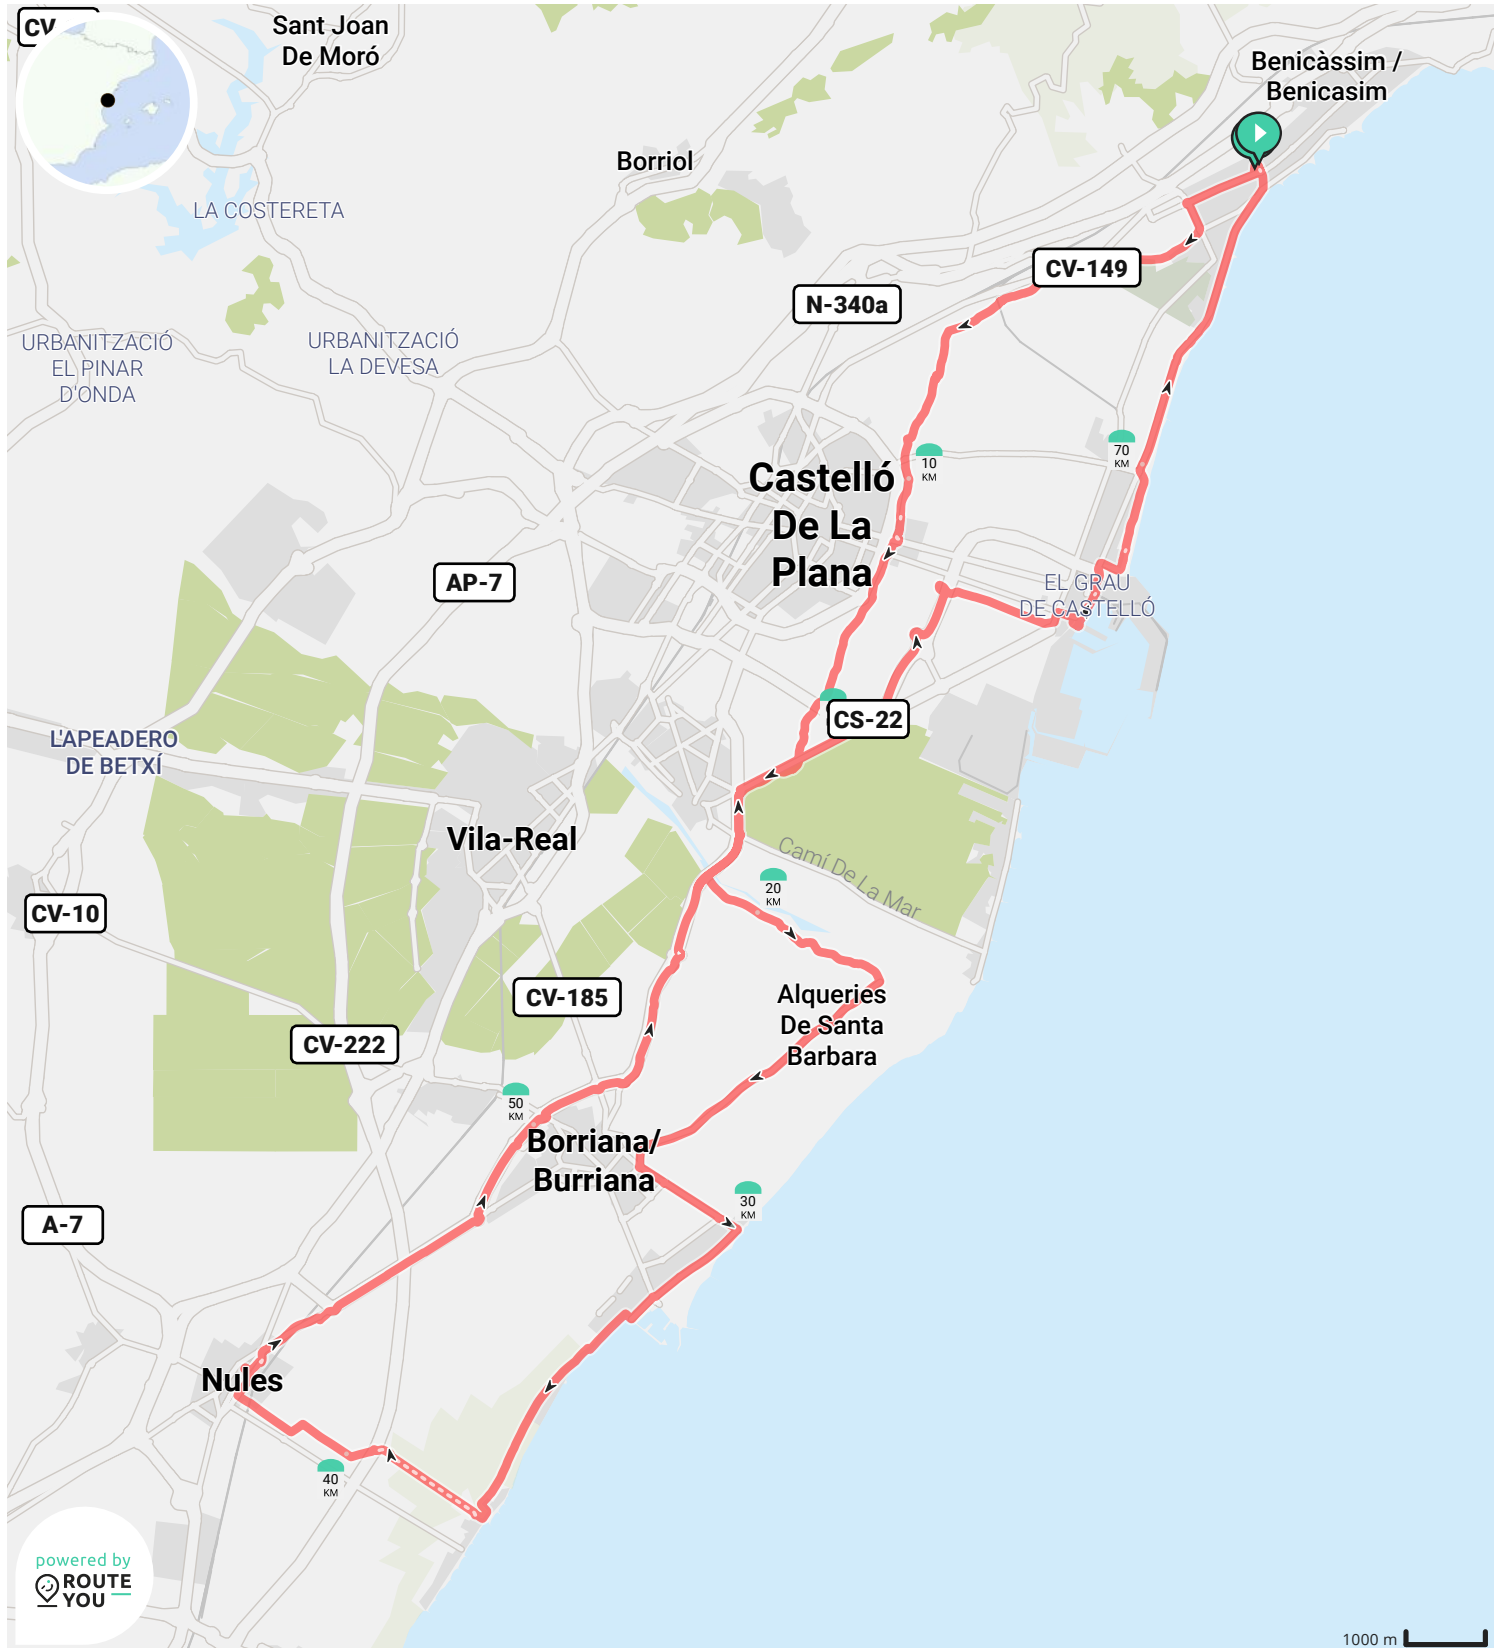 CV
Sant Joan
De Moró
Benicàssim /
Benicasim
Borriol
LA COSTERETA
CV-149
N-340a
URBANITZACIÓ
EL PINAR
D'ONDA
URBANITZACIÓ
LA DEVESA
10
KM
70
KM
Castelló
De La
Plana
AP-7
EL GRAU
DE CASTELLÓ
CS-22
L'APEADERO
DE BETXÍ
Vila-Real
Camí De La Mar
20
KM
CV-10
CV-185
Alqueries
De Santa
Barbara
CV-222
50
KM
Borriana/
Burriana
30
KM
A-7
Nules
40
KM
powered by
ROUTE
YOU
1000 m